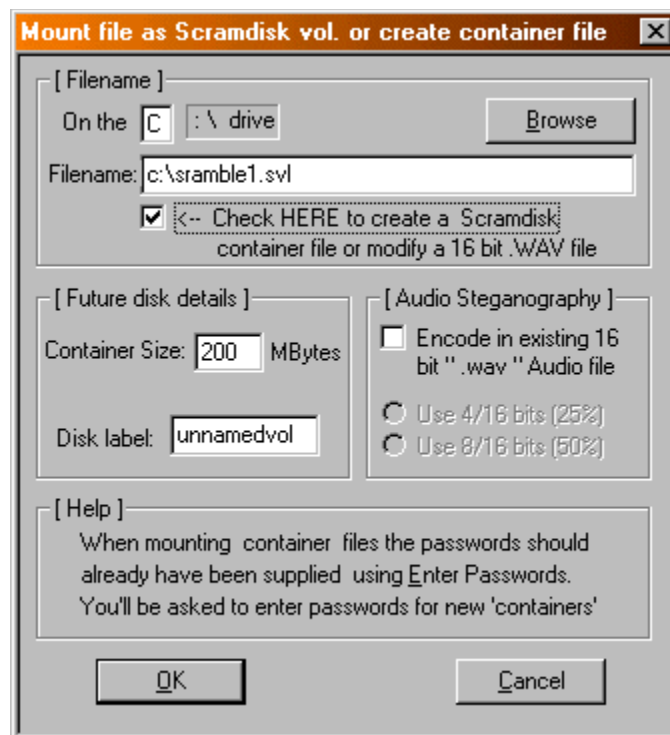 Mount file as Scramdisk vol. or create container file
[ Filename ]
On the C : \ drive
Browse
Filename: c:\sramble1.svl
<-- Check HERE to create a Scramdisk
container file or modify a 16 bit .WAV file
[ Future disk details ]
Container Size: 200 MBytes
Disk label: unnamedvol
[ Audio Steganography ]
Encode in existing 16
bit " .wav " Audio file
Use 4/16 bits (25%)
Use 8/16 bits (50%)
[ Help ]
When mounting container files the passwords should
already have been supplied using Enter Passwords.
You'll be asked to enter passwords for new 'containers'
OK
Cancel